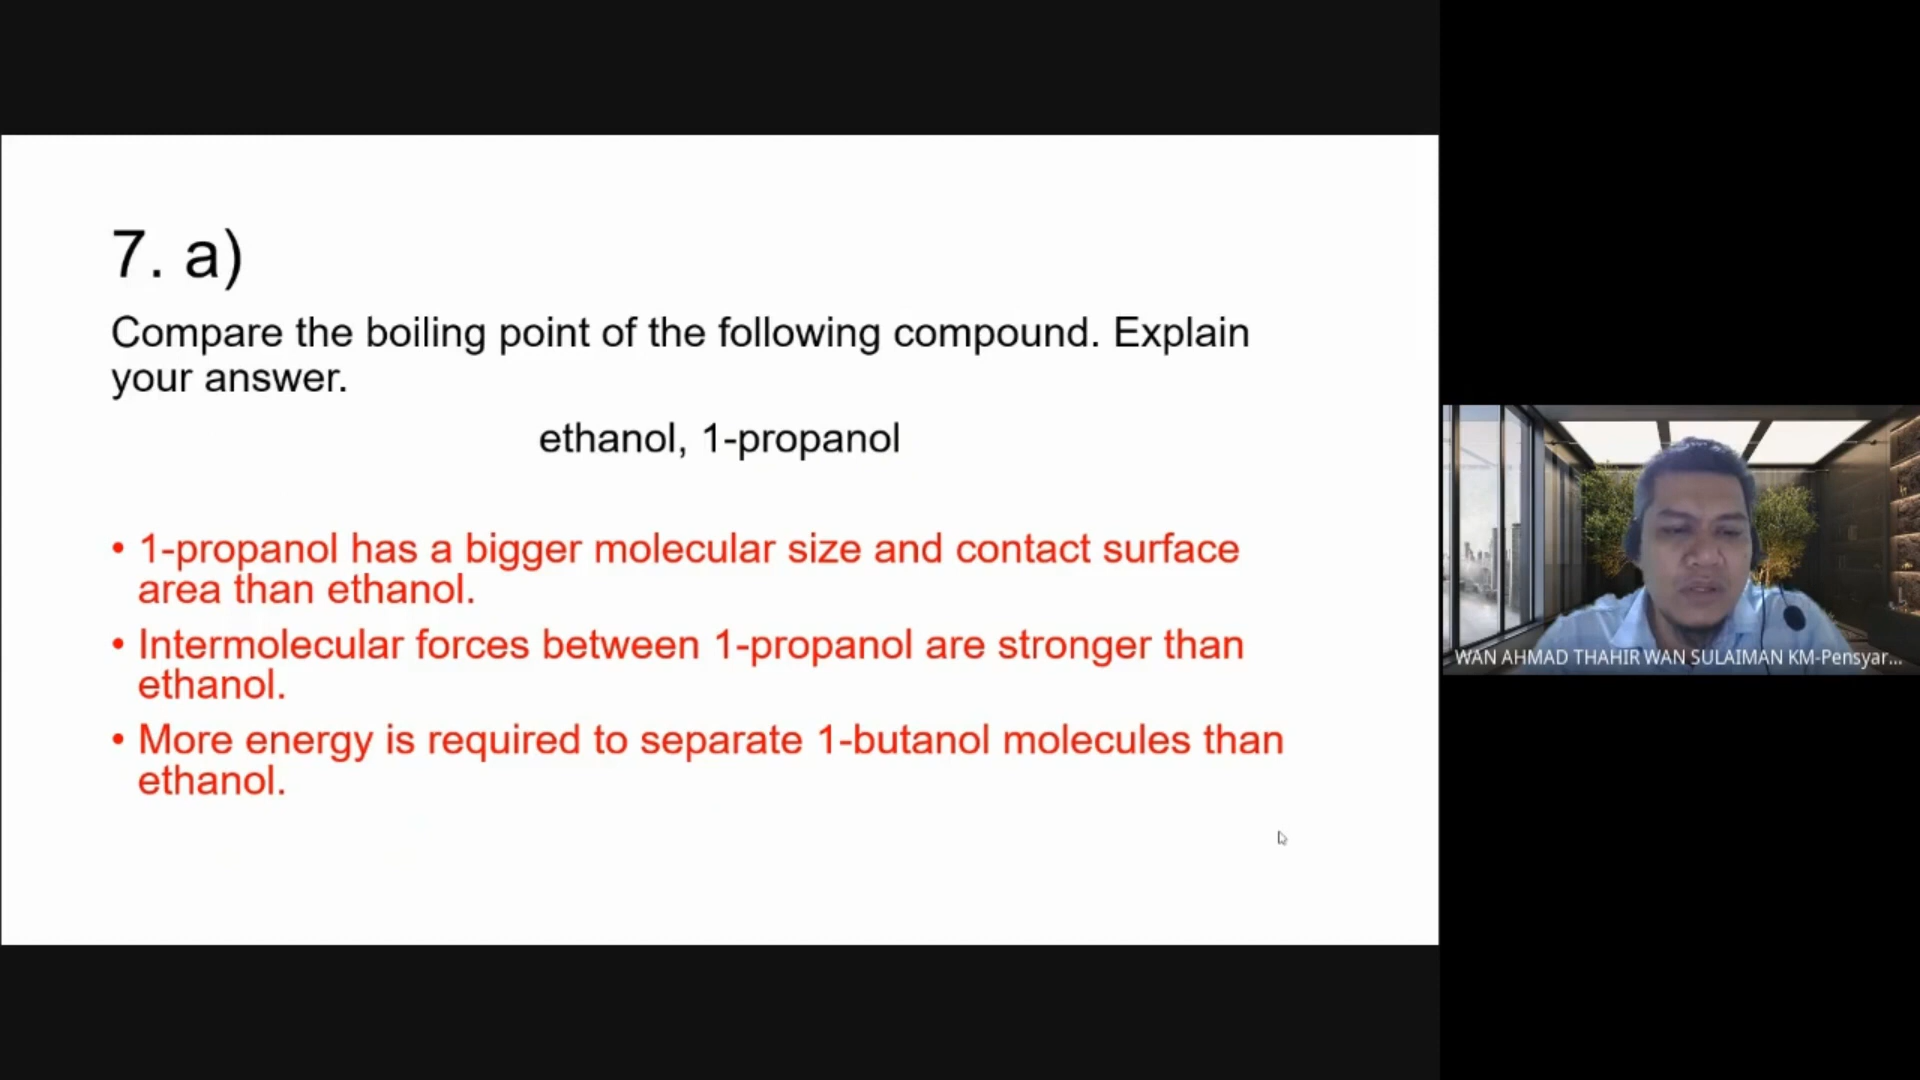 7. a)
Compare the boiling point of the following compound. Explain
your answer.
ethanol, 1-propanol
• 1-propanol has a bigger molecular size and contact surface
area than ethanol.
• Intermolecular forces between 1-propanol are stronger than
ethanol.
• More energy is required to separate 1-butanol molecules than
ethanol.
WAN AHMAD THAHIR WAN SULAIMAN KM-Pensyar...